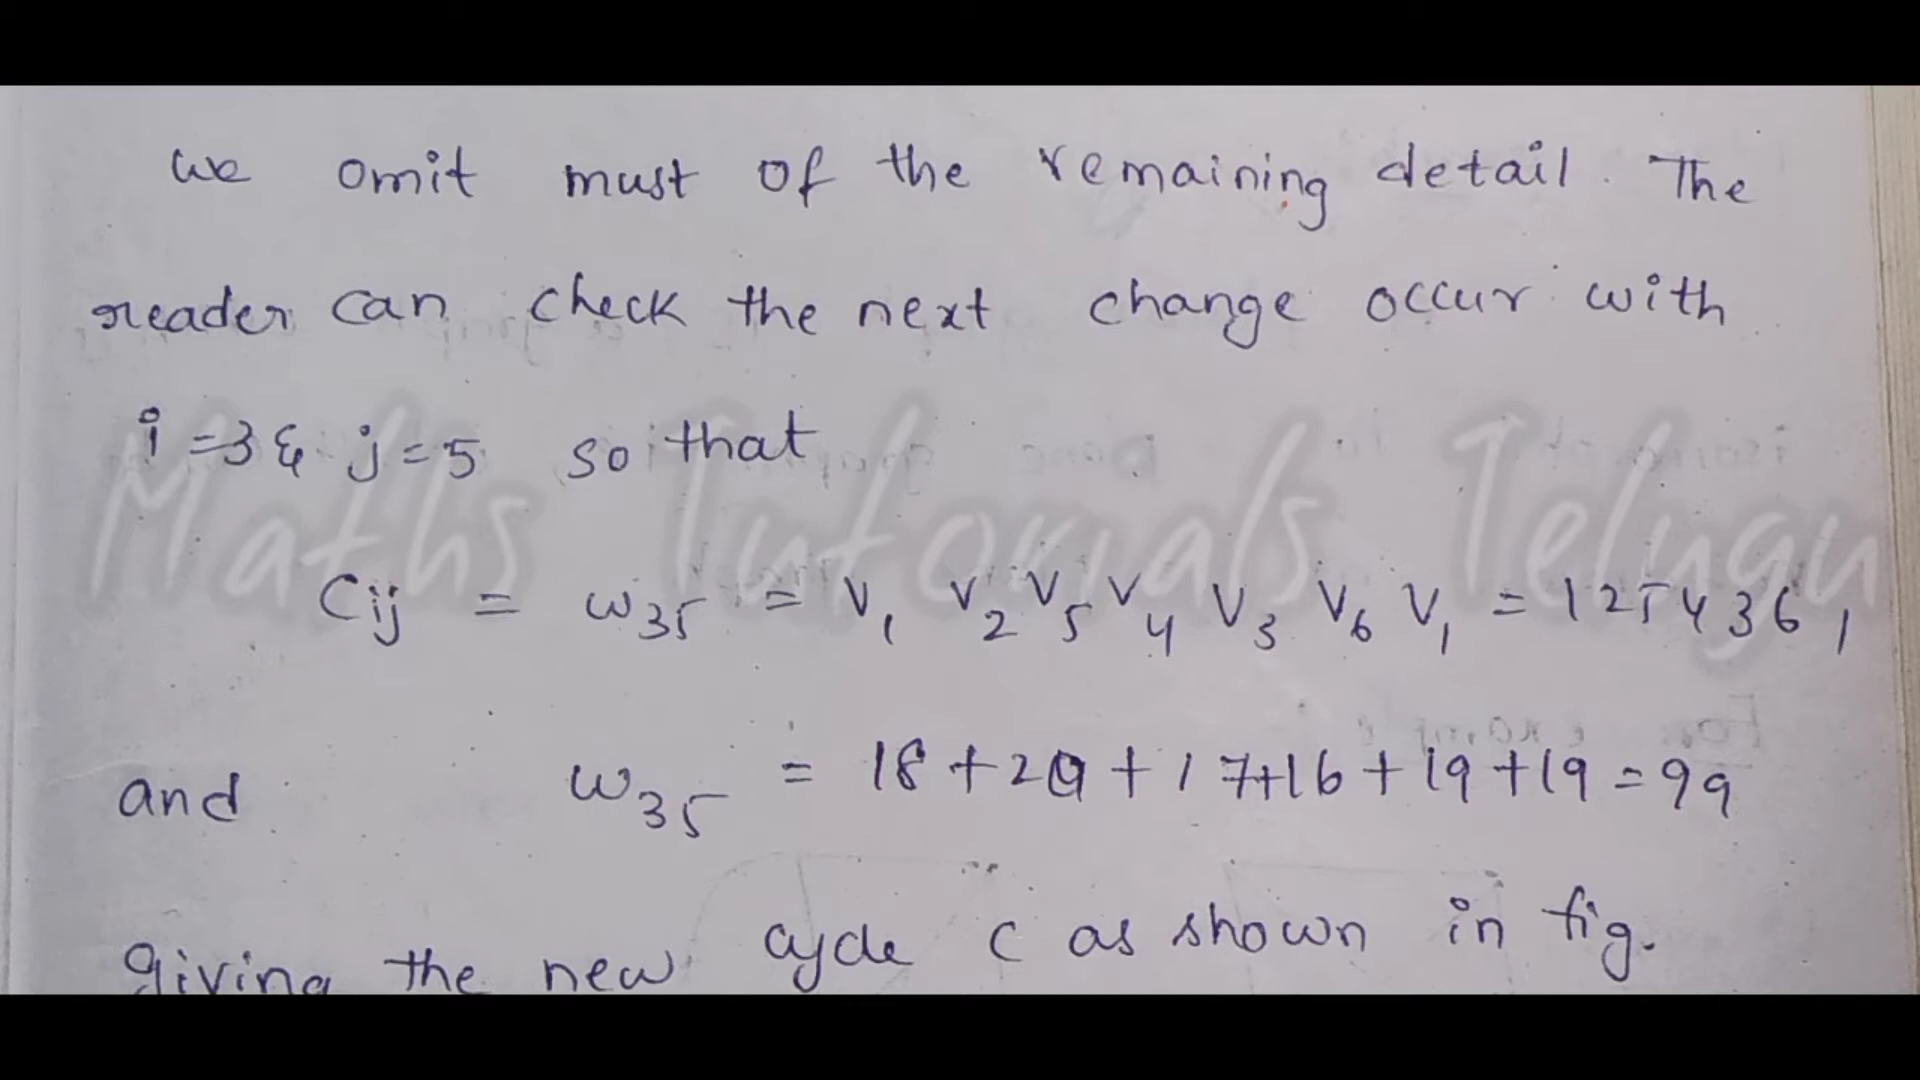 we omit must of the remaining detail. The
reader can check the next change occur with
i =3 & j=5 so that
Maths Tutorials Telugu
Cij = w35 = V1 V2 V5 V4 V3 V6 V1 = 1254361
and w35 = 18+20+17+16+19+19=99
giving the new cycle C as shown in fig.